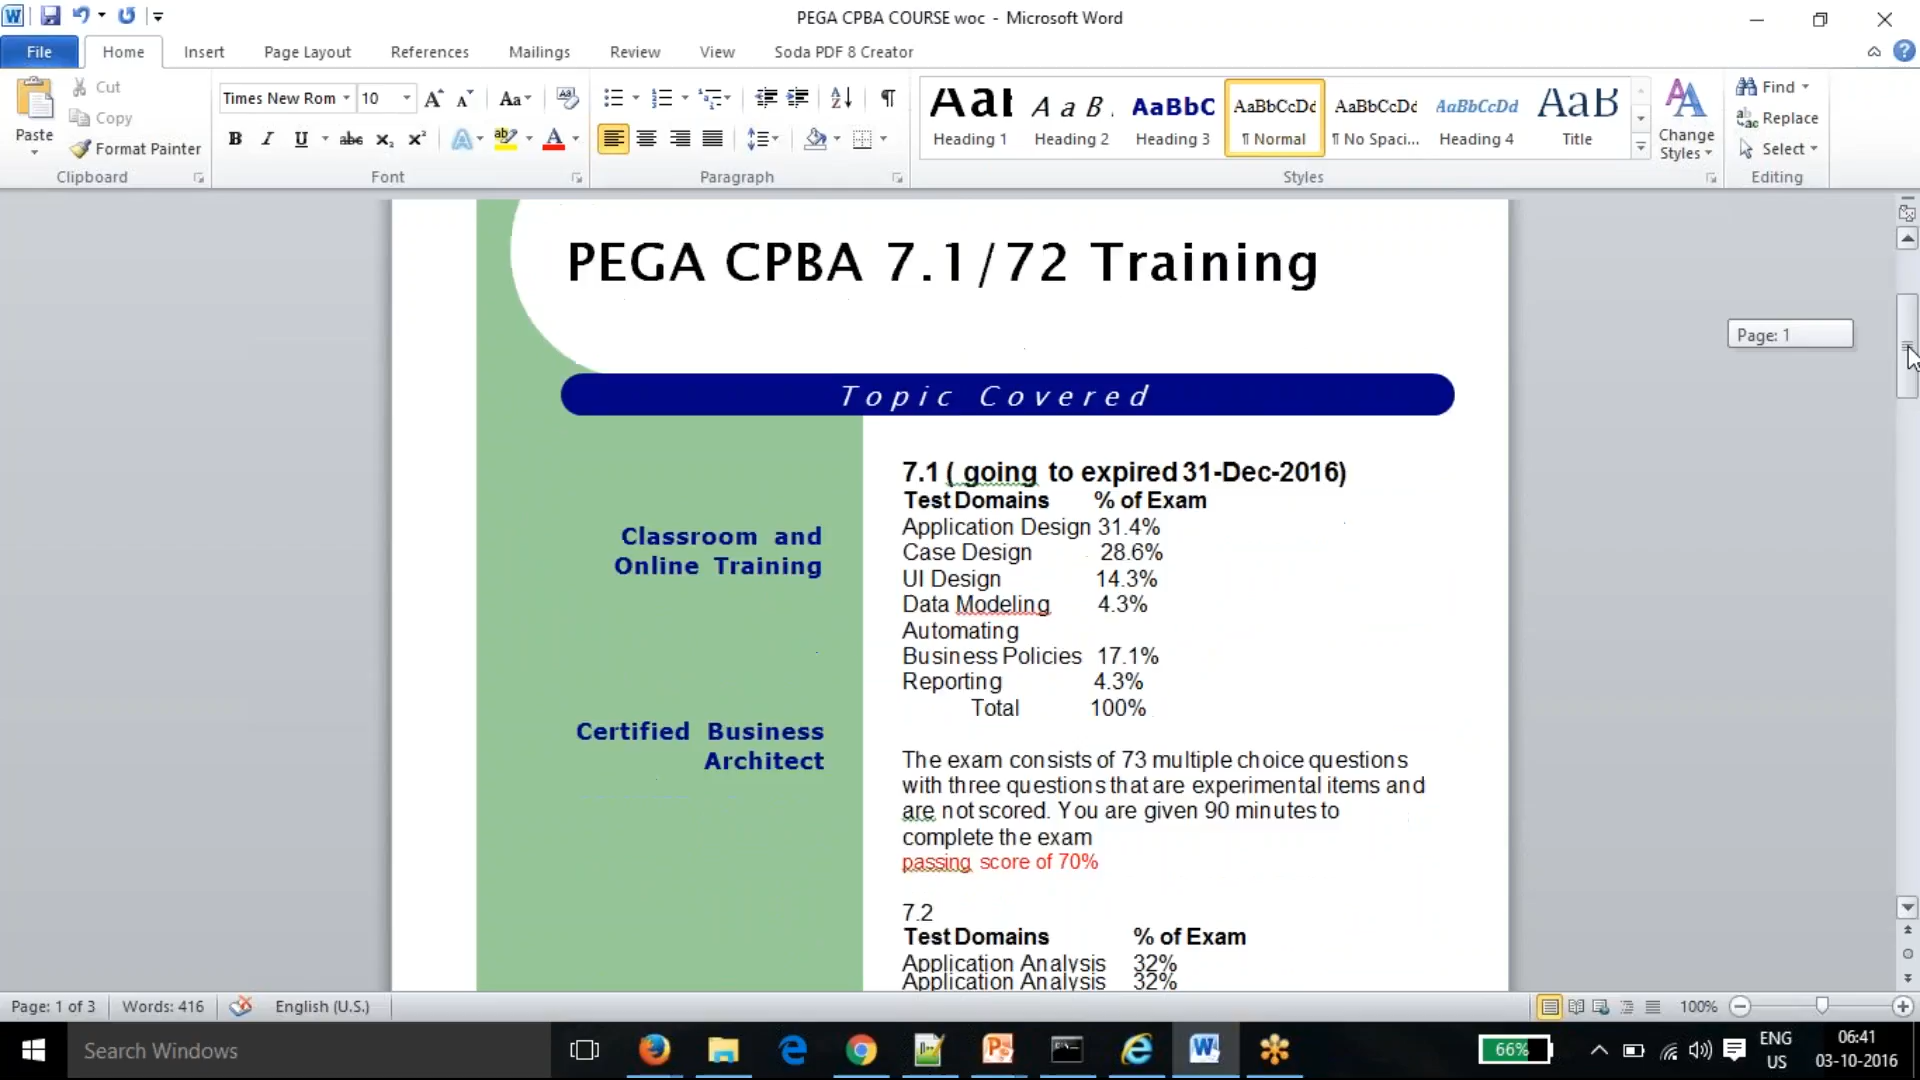 PEGA CPBA COURSE woc - Microsoft Word
File Home Insert Page Layout References Mailings Review View Soda PDF 8 Creator
Paste
Cut
Copy
Format Painter
Clipboard
Times New Rom 10
Font
Paragraph
AaI AaB. AaBbC AaBbCcDd AaBbCcDd AaBbCcDd AaB
Heading 1 Heading 2 Heading 3 ¶ Normal ¶ No Spaci... Heading 4 Title
Change
Styles
Styles
Find
Replace
Select
Editing
PEGA CPBA 7.1/72 Training
Page: 1
Topic Covered
Classroom and
Online Training
Certified Business
Architect
7.1 ( going to expired 31-Dec-2016)
Test Domains % of Exam
Application Design 31.4%
Case Design 28.6%
UI Design 14.3%
Data Modeling 4.3%
Automating
Business Policies 17.1%
Reporting 4.3%
Total 100%
The exam consists of 73 multiple choice questions
with three questions that are experimental items and
are not scored. You are given 90 minutes to
complete the exam
passing score of 70%
7.2
Test Domains % of Exam
Application Analysis 32%
Application Analysis 32%
Page: 1 of 3 Words: 416 English (U.S.) 100%
Search Windows
66%
ENG
US
06:41
03-10-2016